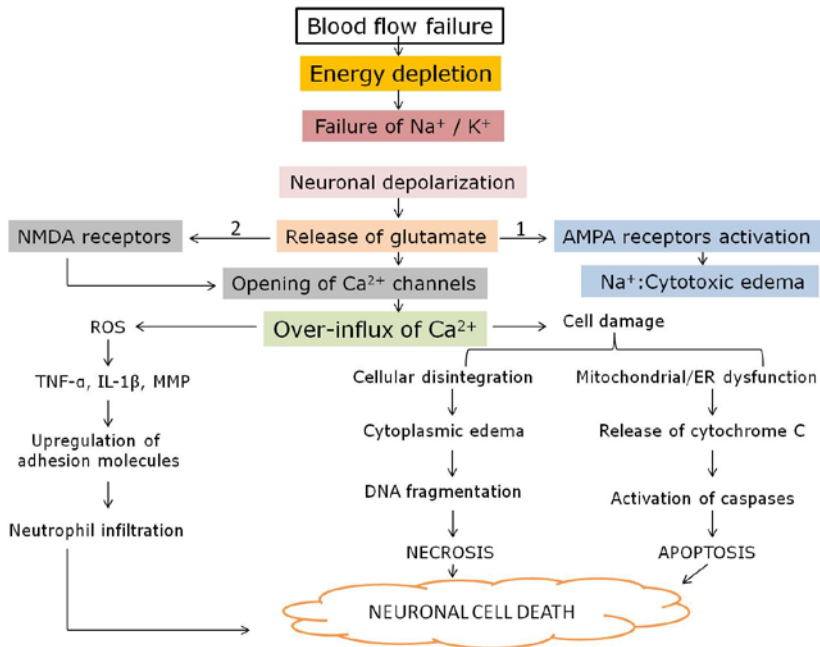 Blood flow failure
Energy depletion
Failure of Na⁺ / K⁺
Neuronal depolarization
NMDA receptors
2
Release of glutamate
1
AMPA receptors activation
Opening of Ca²⁺ channels
Na⁺:Cytotoxic edema
ROS
Over-influx of Ca²⁺
Cell damage
TNF-α, IL-1β, MMP
Cellular disintegration
Mitochondrial/ER dysfunction
Upregulation of
adhesion molecules
Cytoplasmic edema
Release of cytochrome C
DNA fragmentation
Activation of caspases
Neutrophil infiltration
NECROSIS
APOPTOSIS
NEURONAL CELL DEATH